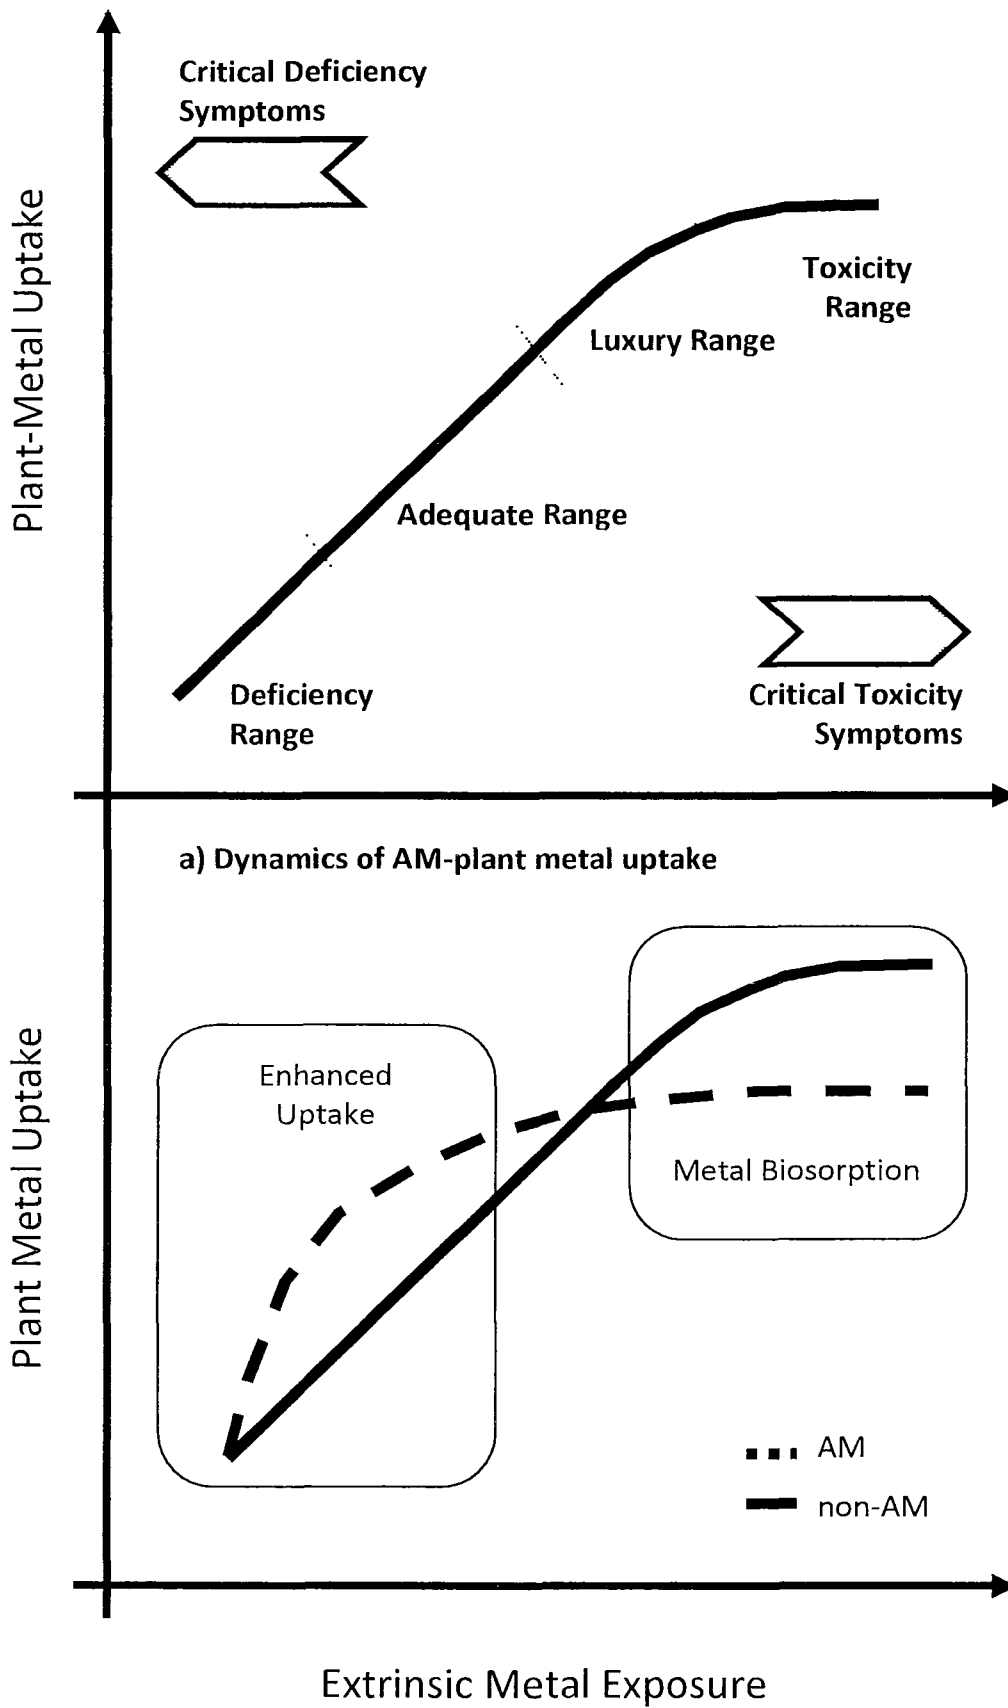 Critical Deficiency
Symptoms
Plant-Metal Uptake
Toxicity
Range
Luxury Range
Adequate Range
Deficiency
Range
Critical Toxicity
Symptoms
a) Dynamics of AM-plant metal uptake
Plant Metal Uptake
Enhanced
Uptake
Metal Biosorption
AM
non-AM
Extrinsic Metal Exposure